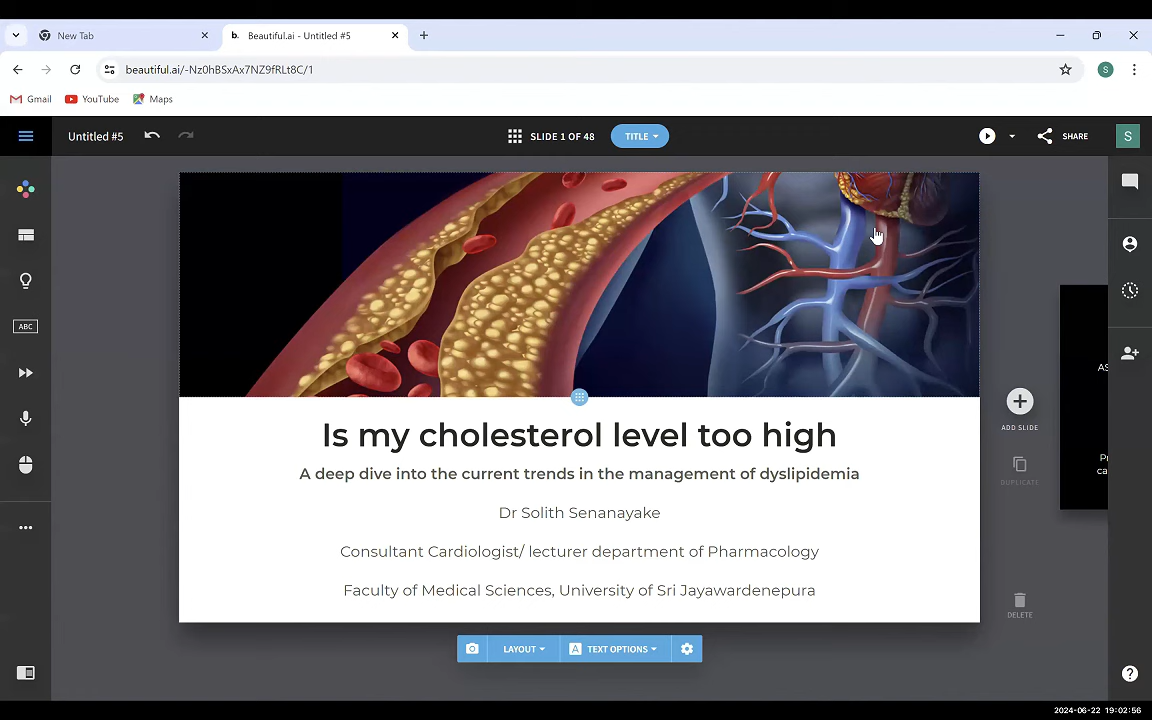 New Tab
b. Beautiful.ai - Untitled #5
beautiful.ai/-Nz0hBSxAx7NZ9fRLt8C/1
S
Gmail
YouTube
Maps
Untitled #5
SLIDE 1 OF 48
TITLE
SHARE
S
ABC
Is my cholesterol level too high
A deep dive into the current trends in the management of dyslipidemia
Dr Solith Senanayake
Consultant Cardiologist/ lecturer department of Pharmacology
Faculty of Medical Sciences, University of Sri Jayawardenepura
ADD SLIDE
DUPLICATE
DELETE
AS
Pr
ca
LAYOUT
A TEXT OPTIONS
2024-06-22 19:02:56